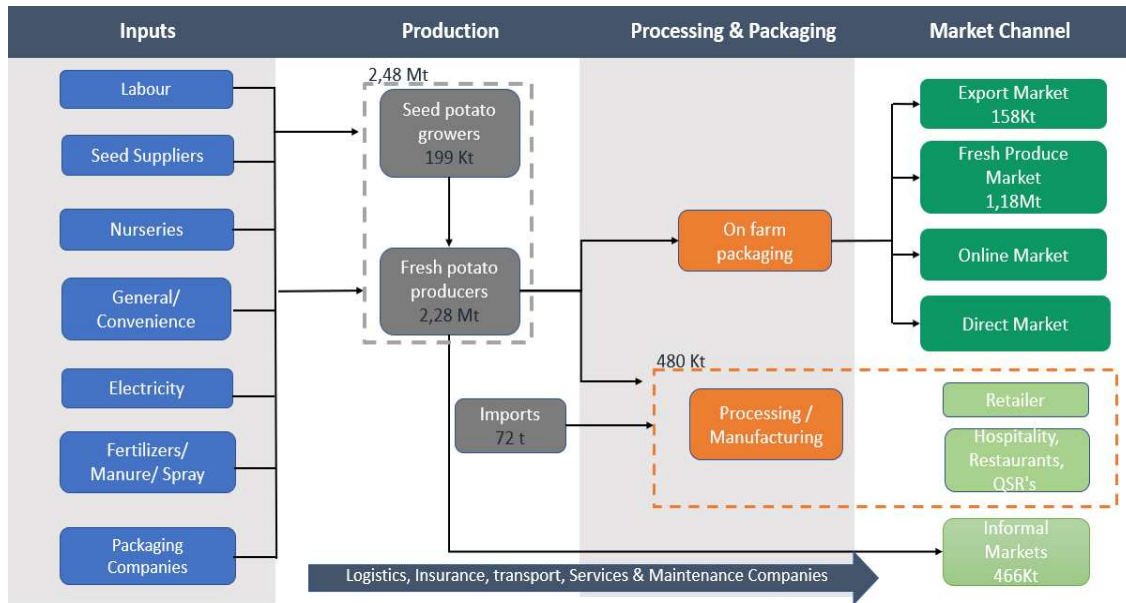 Inputs
Production
Processing & Packaging
Market Channel
Labour
Seed Suppliers
Nurseries
General/
Convenience
Electricity
Fertilizers/
Manure/ Spray
Packaging
Companies
2,48 Mt
Seed potato
growers
199 Kt
Fresh potato
producers
2,28 Mt
Imports
72 t
On farm
packaging
480 Kt
Processing /
Manufacturing
Export Market
158Kt
Fresh Produce
Market
1,18Mt
Online Market
Direct Market
Retailer
Hospitality,
Restaurants,
QSR's
Informal
Markets
466Kt
Logistics, Insurance, transport, Services & Maintenance Companies